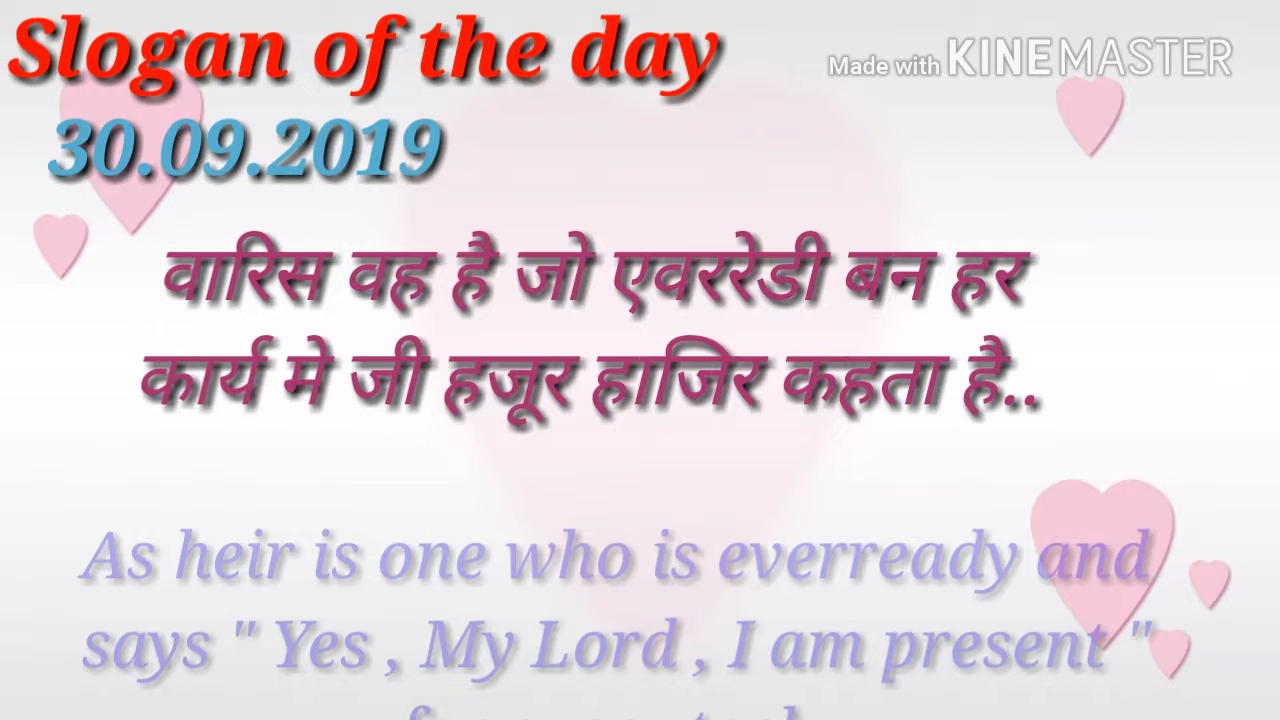 Slogan of the day
Made with KINEMASTER
30.09.2019
वारिस वह है जो एवररेडी बन हर
कार्य मे जी हजूर हाजिर कहता है..
As heir is one who is everready and
says " Yes , My Lord , I am present "